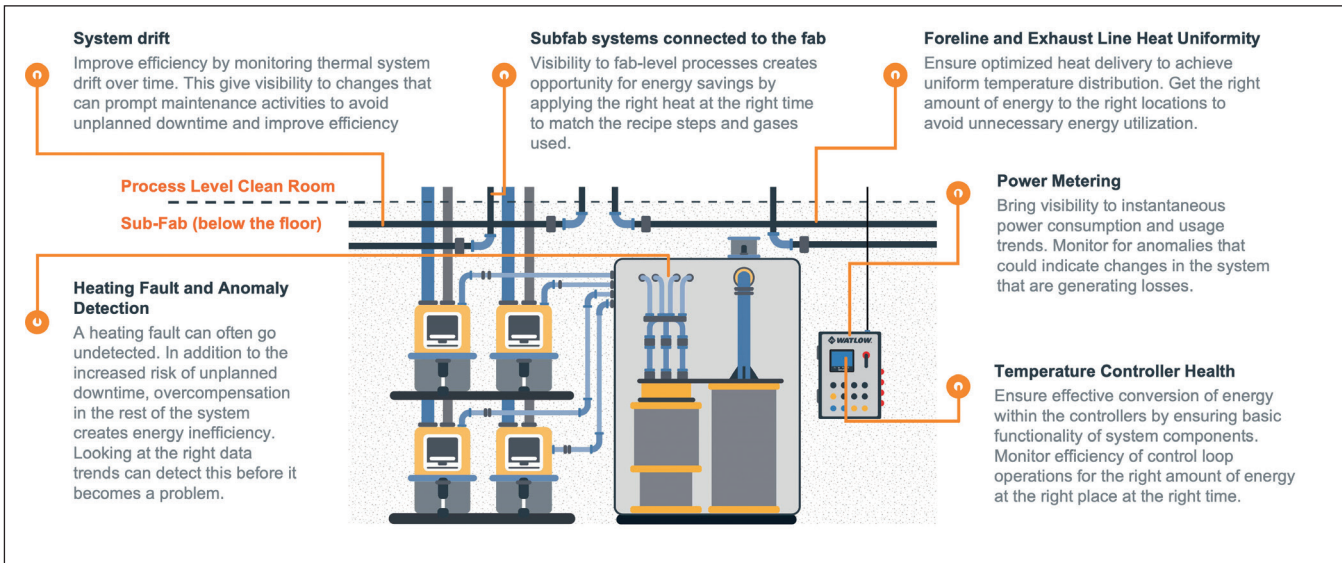 System drift
Improve efficiency by monitoring thermal system
drift over time. This give visibility to changes that
can prompt maintenance activities to avoid
unplanned downtime and improve efficiency
Subfab systems connected to the fab
Visibility to fab-level processes creates
opportunity for energy savings by
applying the right heat at the right time
to match the recipe steps and gases
used.
Foreline and Exhaust Line Heat Uniformity
Ensure optimized heat delivery to achieve
uniform temperature distribution. Get the right
amount of energy to the right locations to
avoid unnecessary energy utilization.
Process Level Clean Room
Sub-Fab (below the floor)
Power Metering
Bring visibility to instantaneous
power consumption and usage
trends. Monitor for anomalies that
could indicate changes in the system
that are generating losses.
Heating Fault and Anomaly
Detection
A heating fault can often go
undetected. In addition to the
increased risk of unplanned
downtime, overcompensation
in the rest of the system
creates energy inefficiency.
Looking at the right data
trends can detect this before it
becomes a problem.
WATLOW
Temperature Controller Health
Ensure effective conversion of energy
within the controllers by ensuring basic
functionality of system components.
Monitor efficiency of control loop
operations for the right amount of energy
at the right place at the right time.